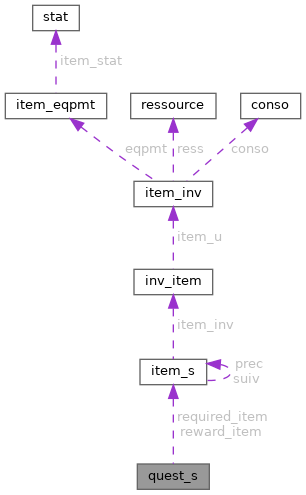 stat
item_stat
item_eqpmt
ressource
conso
eqpmt
ress
conso
item_inv
item_u
inv_item
item_inv
item_s
prec
suiv
required_item
reward_item
quest_s